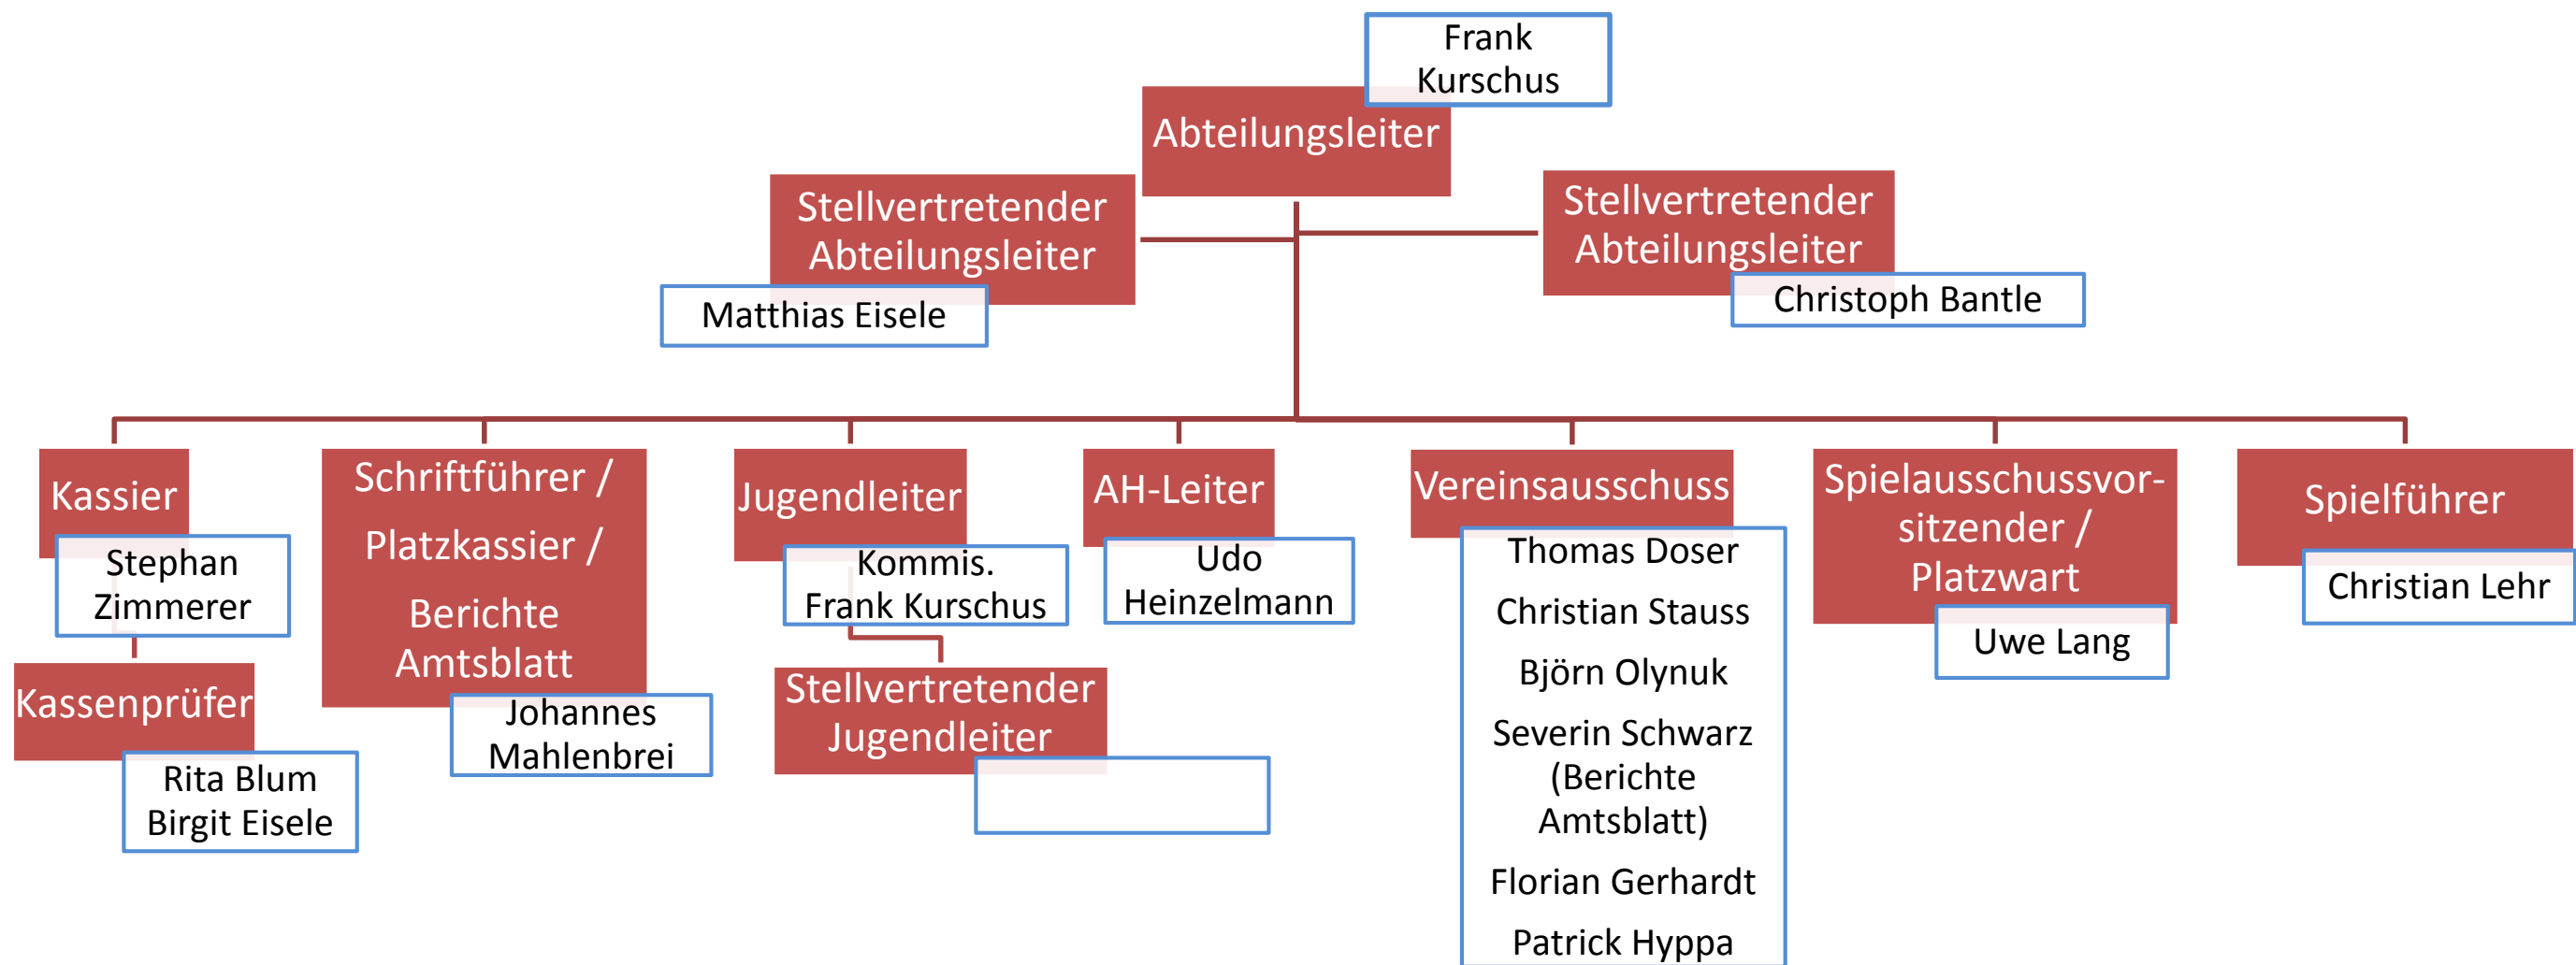 Frank
Kurschus
Abteilungsleiter
Stellvertretender
Abteilungsleiter
Matthias Eisele
Stellvertretender
Abteilungsleiter
Christoph Bantle
Kassier
Stephan
Zimmerer
Kassenprüfer
Rita Blum
Birgit Eisele
Schriftführer /
Platzkassier /
Berichte
Amtsblatt
Johannes
Mahlenbrei
Jugendleiter
Kommis.
Frank Kurschus
Stellvertretender
Jugendleiter
AH-Leiter
Udo
Heinzelmann
Vereinsausschuss
Thomas Doser
Christian Stauss
Björn Olynuk
Severin Schwarz
(Berichte
Amtsblatt)
Florian Gerhardt
Patrick Hyppa
Spielausschussvor-
sitzender /
Platzwart
Uwe Lang
Spielführer
Christian Lehr